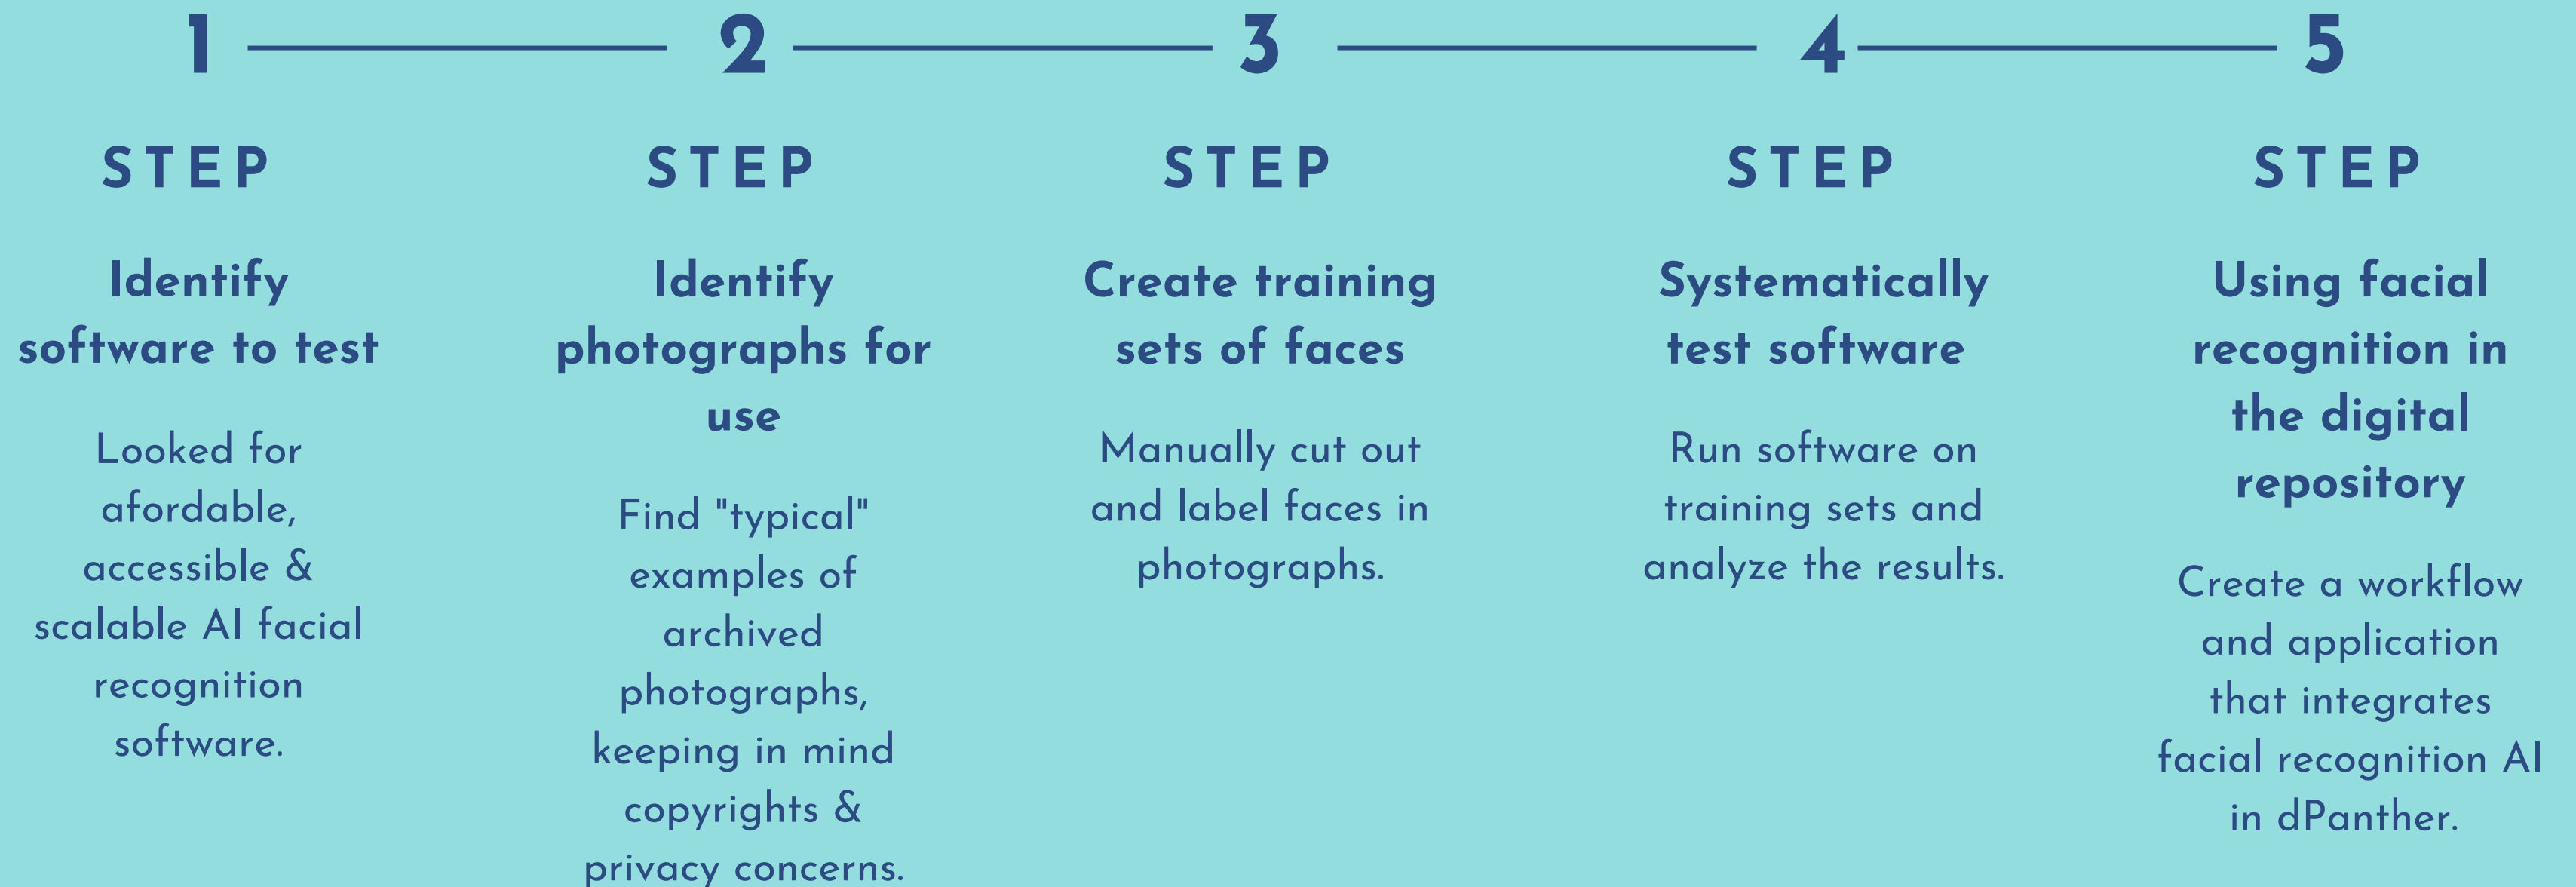 1
STEP
Identify
software to test
Looked for
afordable,
accessible &
scalable AI facial
recognition
software.
2
STEP
Identify
photographs for
use
Find "typical"
examples of
archived
photographs,
keeping in mind
copyrights &
privacy concerns.
3
STEP
Create training
sets of faces
Manually cut out
and label faces in
photographs.
4
STEP
Systematically
test software
Run software on
training sets and
analyze the results.
5
STEP
Using facial
recognition in
the digital
repository
Create a workflow
and application
that integrates
facial recognition AI
in dPanther.